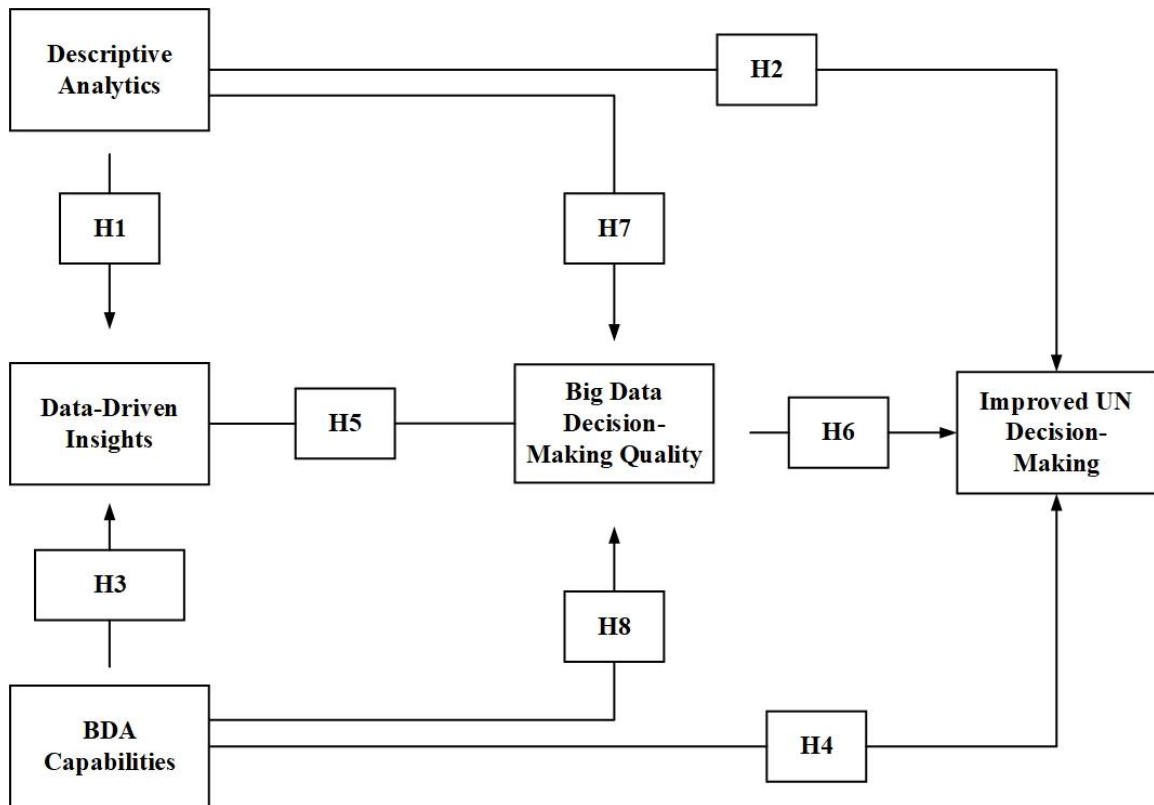 Descriptive
Analytics
H2
H1
H7
Data-Driven
Insights
H5
Big Data
Decision-
Making Quality
H6
Improved UN
Decision-
Making
H3
H8
BDA
Capabilities
H4